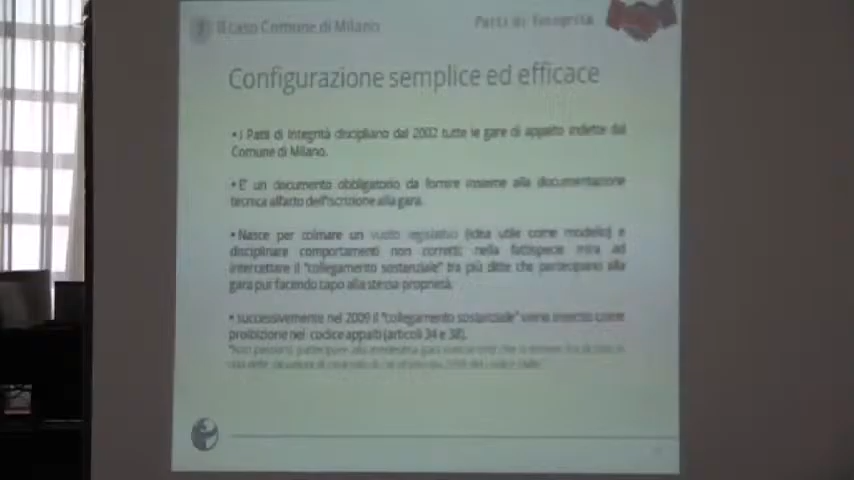 Il caso Comune di Milano
Patti di Integrità
Configurazione semplice ed efficace
• I Patti di Integrità disciplinano dal 2002 tutte le gare di appalto indette dal
Comune di Milano.
• E' un documento obbligatorio da fornire insieme alla documentazione
tecnica all'atto dell'iscrizione alla gara.
• Nasce per colmare un vuoto legislativo (idea utile come modello) e
disciplinare comportamenti non corretti; nella fattispecie mira ad
intercettare il "collegamento sostanziale" tra più ditte che partecipano alla
gara pur facendo capo alla stessa proprietà.
• successivamente nel 2009 il "collegamento sostanziale" viene inserito come
proibizione nel codice appalti (articoli 34 e 38).